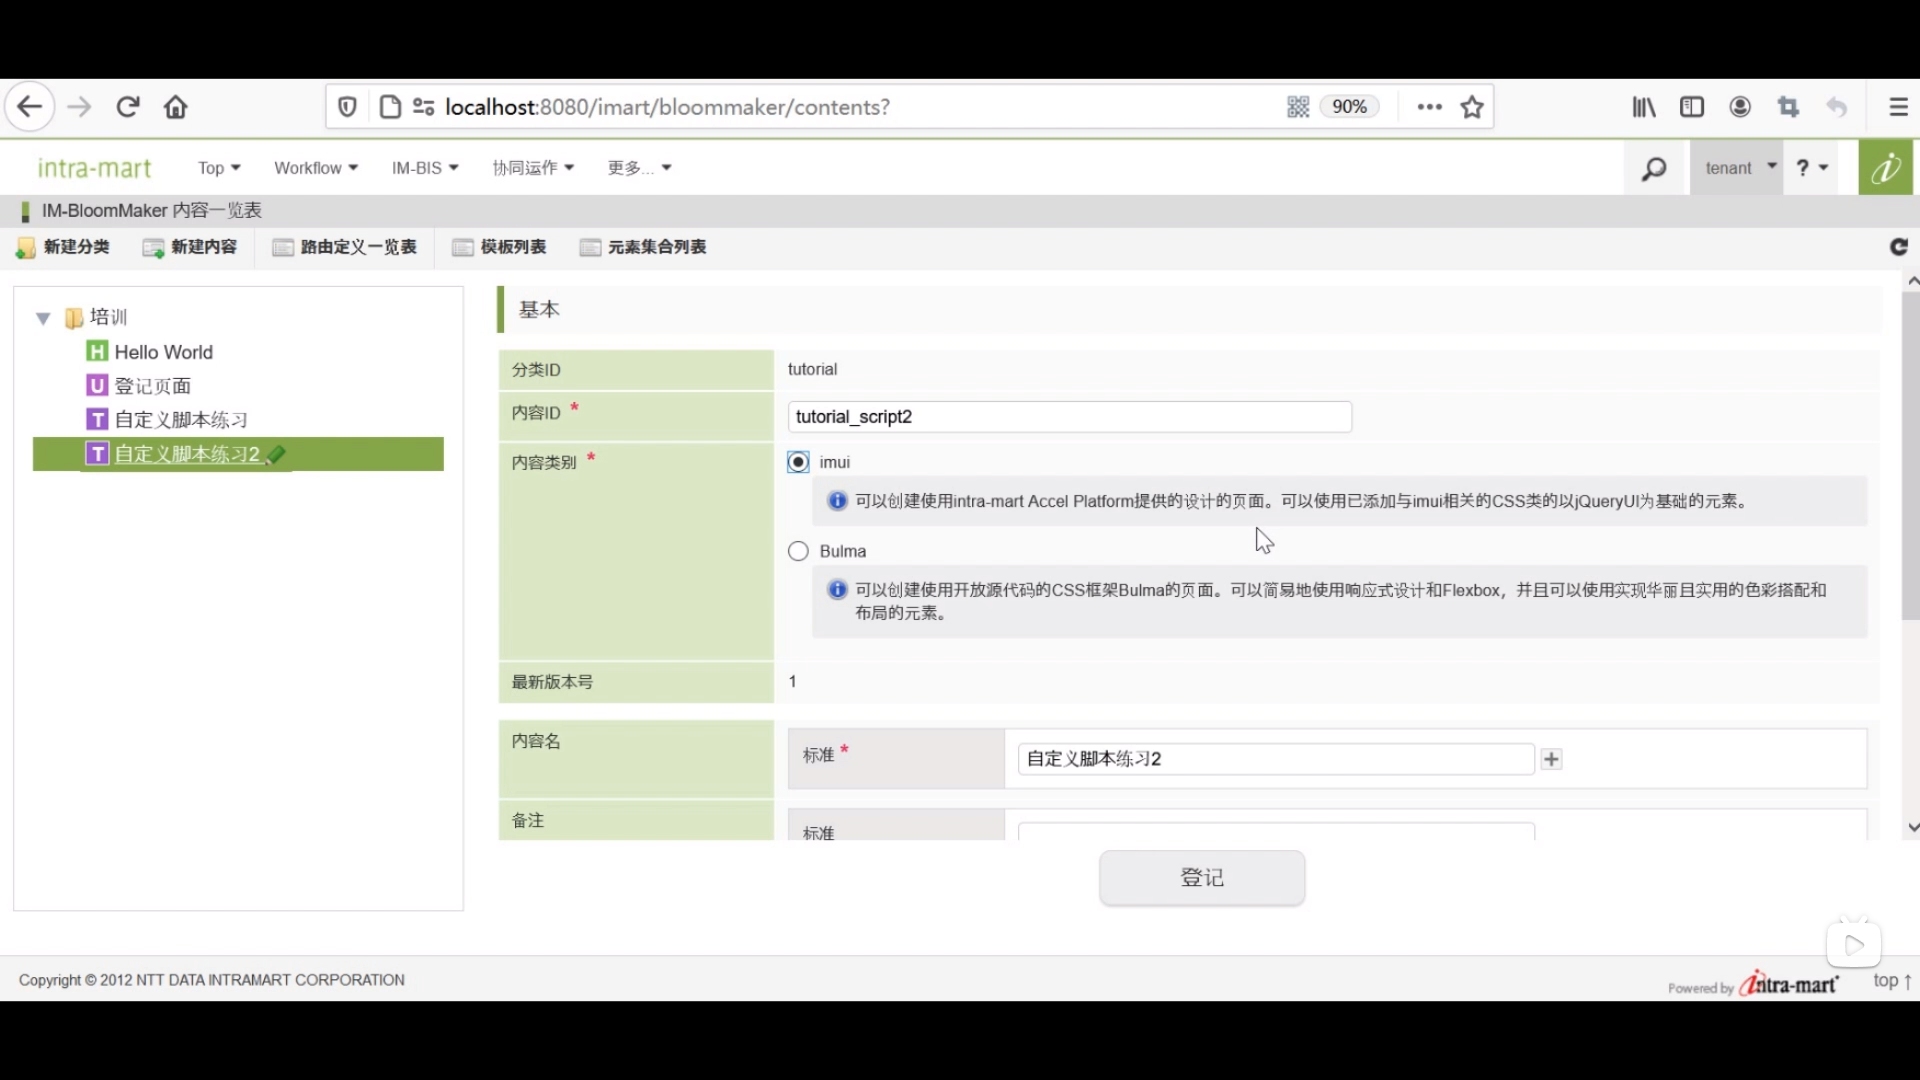 localhost:8080/imart/bloommaker/contents?
90%
intra-mart
Top
Workflow
IM-BIS
协同运作
更多...
tenant
?
IM-BloomMaker 内容一览表
新建分类
新建内容
路由定义一览表
模板列表
元素集合列表
培训
H Hello World
U 登记页面
T 自定义脚本练习
T 自定义脚本练习2
基本
分类ID
tutorial
内容ID *
tutorial_script2
内容类别 *
imui
可以创建使用intra-mart Accel Platform提供的设计的页面。可以使用已添加与imui相关的CSS类的以jQueryUI为基础的元素。
Bulma
可以创建使用开放源代码的CSS框架Bulma的页面。可以简易地使用响应式设计和Flexbox，并且可以使用实现华丽且实用的色彩搭配和
布局的元素。
最新版本号
1
内容名
标准 *
自定义脚本练习2
备注
标准
登记
Copyright © 2012 NTT DATA INTRAMART CORPORATION
Powered by intra-mart
top ↑